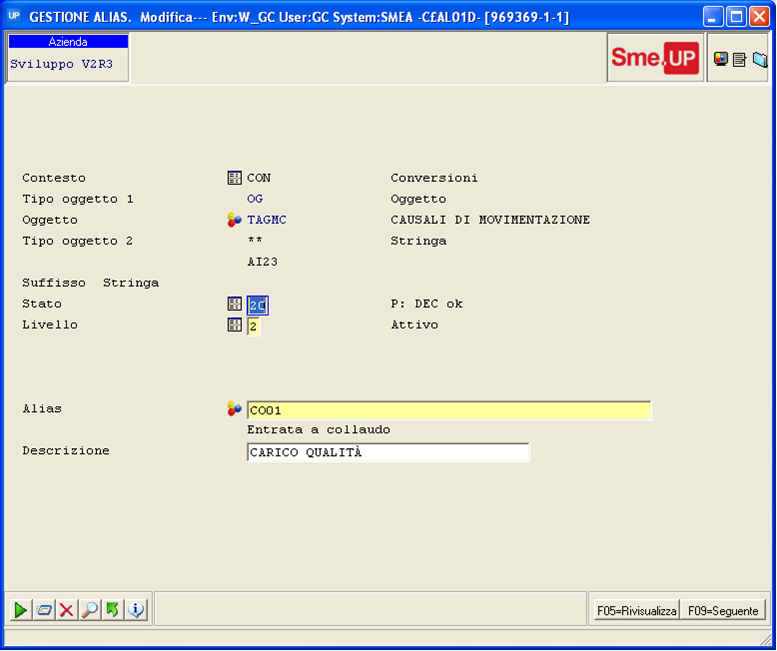 UP GESTIONE ALIAS. Modifica--- Env:W_GC User:GC System:SMEA -C£AL01D- [969369-1-1]
Azienda
Sviluppo V2R3
Sme.UP
Contesto CON Conversioni
Tipo oggetto 1 OG Oggetto
Oggetto TAGMC CAUSALI DI MOVIMENTAZIONE
Tipo oggetto 2 ** Stringa
AI23
Suffisso Stringa
Stato 20 P: DEC ok
Livello 2 Attivo
Alias CO01
Entrata a collaudo
Descrizione CARICO QUALITÀ
F05=Rivisualizza F09=Seguente